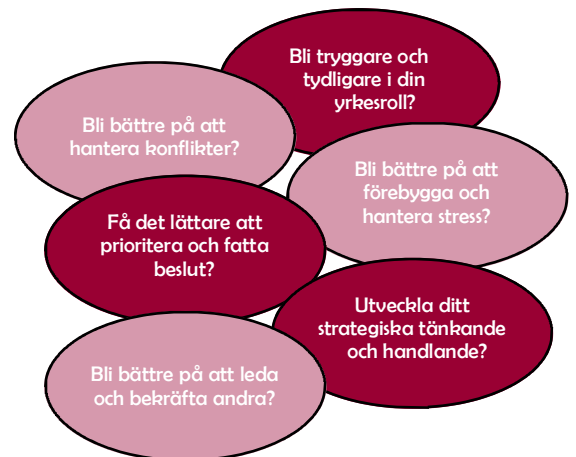 Bli tryggare och
tydligare i din
yrkesroll?
Bli bättre på att
hantera konflikter?
Bli bättre på att
förebygga och
hantera stress?
Få det lättare att
prioritera och fatta
beslut?
Utveckla ditt
strategiska tänkande
och handlande?
Bli bättre på att leda
och bekräfta andra?